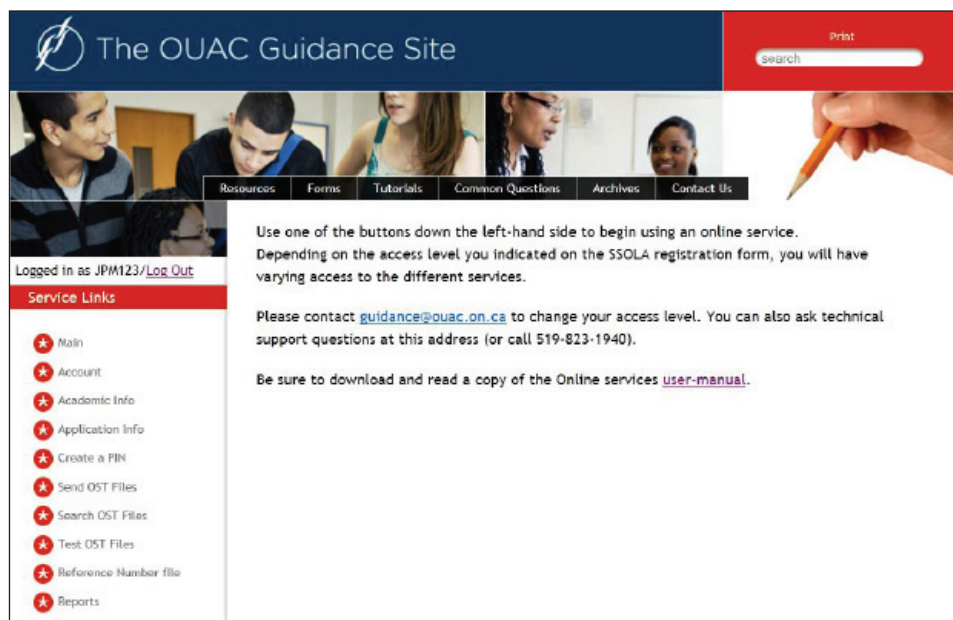 The OUAC Guidance Site
Print
search
Resources Forms Tutorials Common Questions Archives Contact Us
Logged in as JPM123/Log Out
Service Links
Main
Account
Academic Info
Application Info
Create a PIN
Send OST Files
Search OST Files
Test OST Files
Reference Number file
Reports
Use one of the buttons down the left-hand side to begin using an online service.
Depending on the access level you indicated on the SSOLA registration form, you will have
varying access to the different services.
Please contact guidance@ouac.on.ca to change your access level. You can also ask technical
support questions at this address (or call 519-823-1940).
Be sure to download and read a copy of the Online services user-manual.